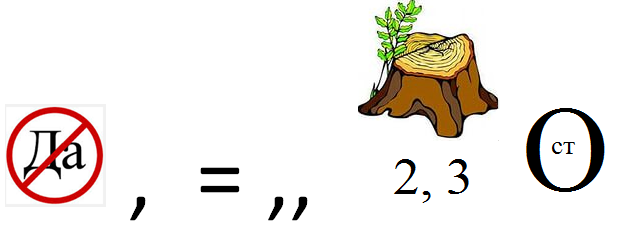 Да , = ,, 2, 3 ст О